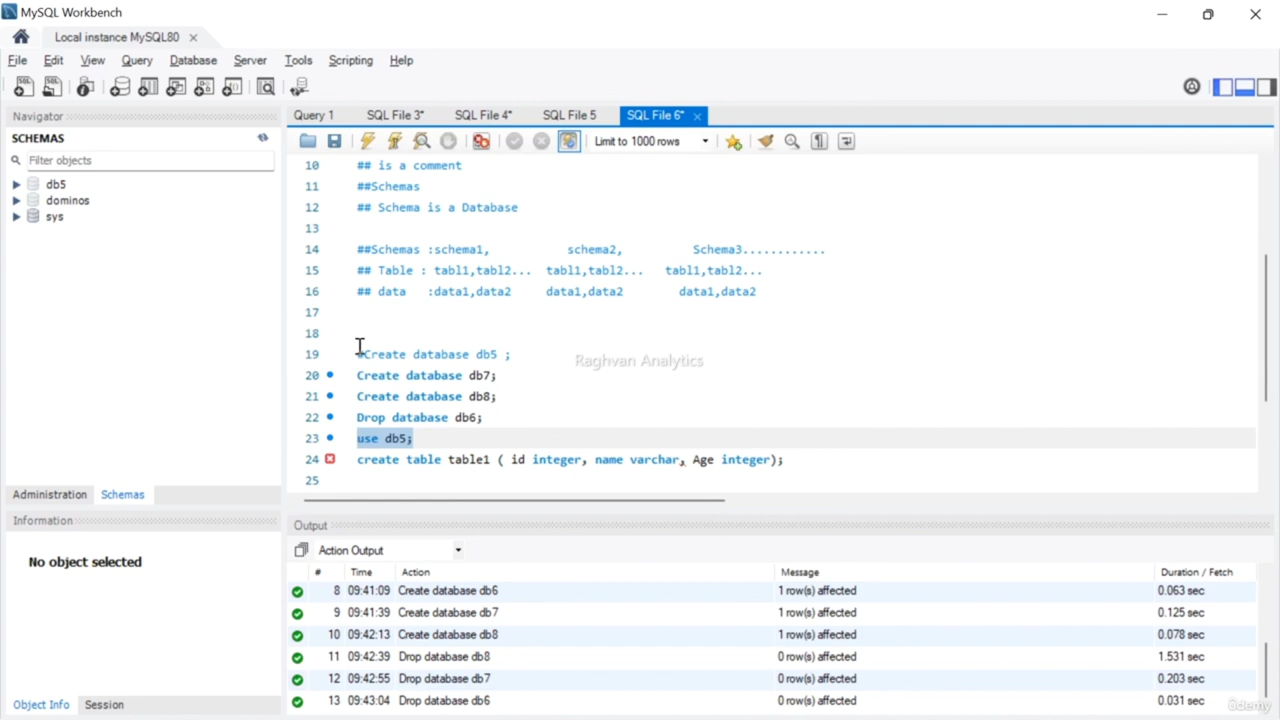 MySQL Workbench
Local instance MySQL80
File Edit View Query Database Server Tools Scripting Help
Navigator
SCHEMAS
Filter objects
db5
dominos
sys
Administration Schemas
Information
No object selected
Object Info Session
Query 1 SQL File 3* SQL File 4* SQL File 5 SQL File 6*
Limit to 1000 rows
10 ## is a comment
11 ##Schemas
12 ## Schema is a Database
13
14 ##Schemas :schema1, schema2, Schema3............
15 ## Table : tabl1,tabl2... tabl1,tabl2... tabl1,tabl2...
16 ## data :data1,data2 data1,data2 data1,data2
17
18
19 #Create database db5 ;
20 Create database db7;
21 Create database db8;
22 Drop database db6;
23 use db5;
24 create table table1 ( id integer, name varchar, Age integer);
25
Raghvan Analytics
Output
Action Output
# Time Action Message Duration / Fetch
8 09:41:09 Create database db6 1 row(s) affected 0.063 sec
9 09:41:39 Create database db7 1 row(s) affected 0.125 sec
10 09:42:13 Create database db8 1 row(s) affected 0.078 sec
11 09:42:39 Drop database db8 0 row(s) affected 1.531 sec
12 09:42:55 Drop database db7 0 row(s) affected 0.203 sec
13 09:43:04 Drop database db6 0 row(s) affected 0.031 sec
ûdemy